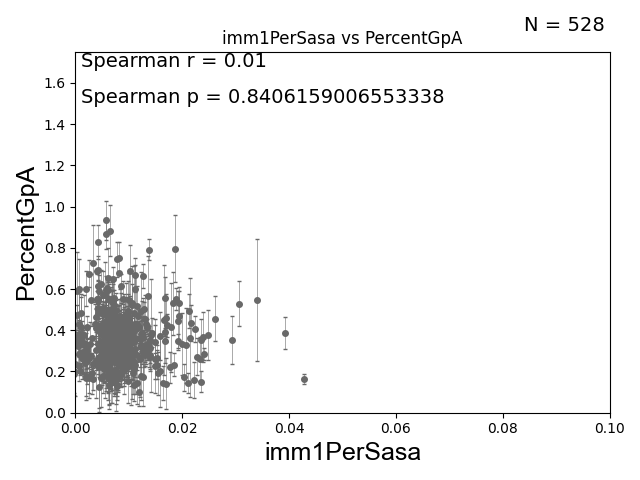 N = 528
imm1PerSasa vs PercentGpA
Spearman r = 0.01
Spearman p = 0.8406159006553338
PercentGpA
1.6
1.4
1.2
1.0
0.8
0.6
0.4
0.2
0.0
0.00 0.02 0.04 0.06 0.08 0.10
imm1PerSasa